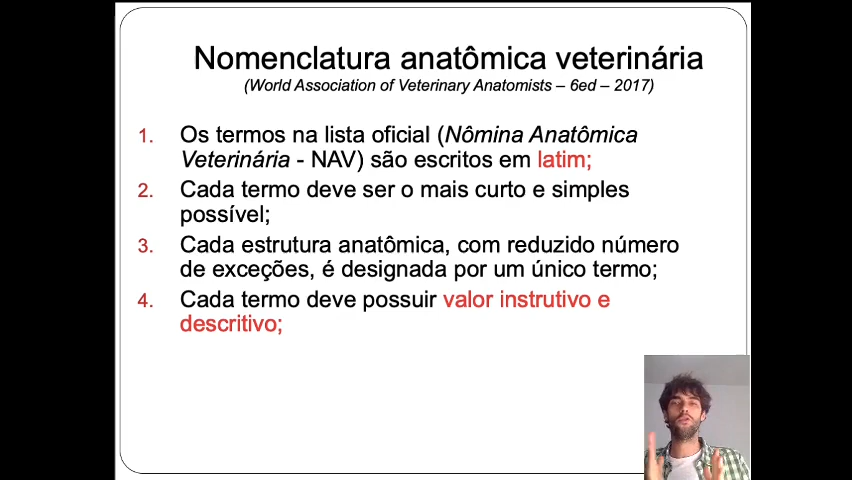 Nomenclatura anatômica veterinária
(World Association of Veterinary Anatomists – 6ed – 2017)
1. Os termos na lista oficial (Nômina Anatômica
Veterinária - NAV) são escritos em latim;
2. Cada termo deve ser o mais curto e simples
possível;
3. Cada estrutura anatômica, com reduzido número
de exceções, é designada por um único termo;
4. Cada termo deve possuir valor instrutivo e
descritivo;